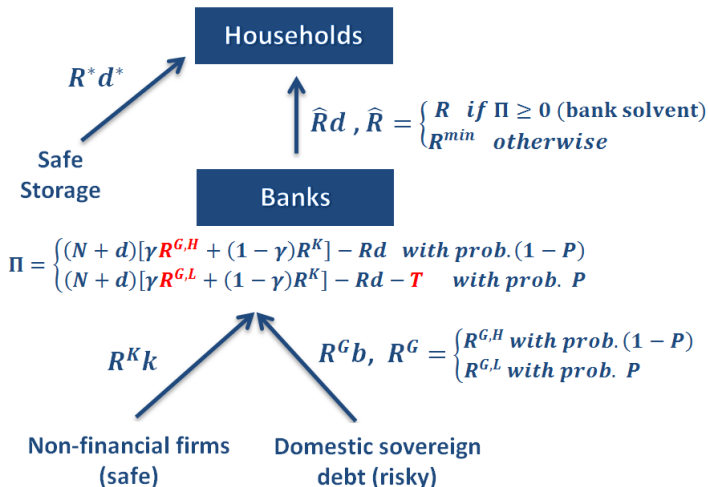 Households
R*d*
R̂d , R̂ = { R if Π ≥ 0 (bank solvent)
R^min otherwise
Safe
Storage
Banks
Π = { (N + d)[γR^{G,H} + (1 − γ)R^K] − Rd with prob. (1 − P)
(N + d)[γR^{G,L} + (1 − γ)R^K] − Rd − T with prob. P
R^K k
R^G b, R^G = { R^{G,H} with prob. (1 − P)
R^{G,L} with prob. P
Non-financial firms
(safe)
Domestic sovereign
debt (risky)